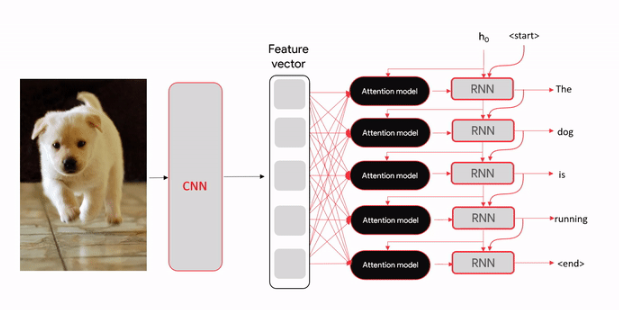 h0
<start>
Feature
vector
CNN
Attention model
RNN
The
Attention model
RNN
dog
Attention model
RNN
is
Attention model
RNN
running
Attention model
RNN
<end>